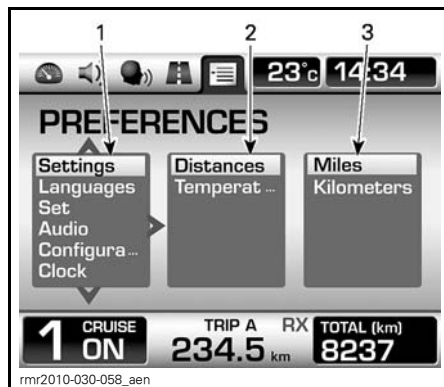 1 2 3
23°c 14:34
PREFERENCES
Settings
Languages
Set
Audio
Configura...
Clock
Distances
Temperat...
Miles
Kilometers
1 CRUISE ON
TRIP A
234.5 km
RX
TOTAL (km)
8237
rmr2010-030-058_aen